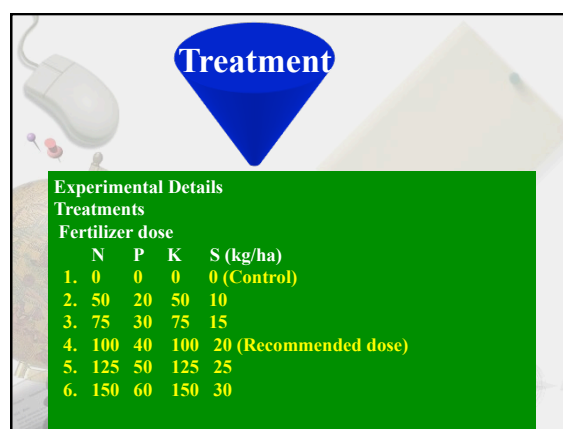 Treatment
Experimental Details
Treatments
Fertilizer dose
N P K S (kg/ha)
1. 0 0 0 0 (Control)
2. 50 20 50 10
3. 75 30 75 15
4. 100 40 100 20 (Recommended dose)
5. 125 50 125 25
6. 150 60 150 30